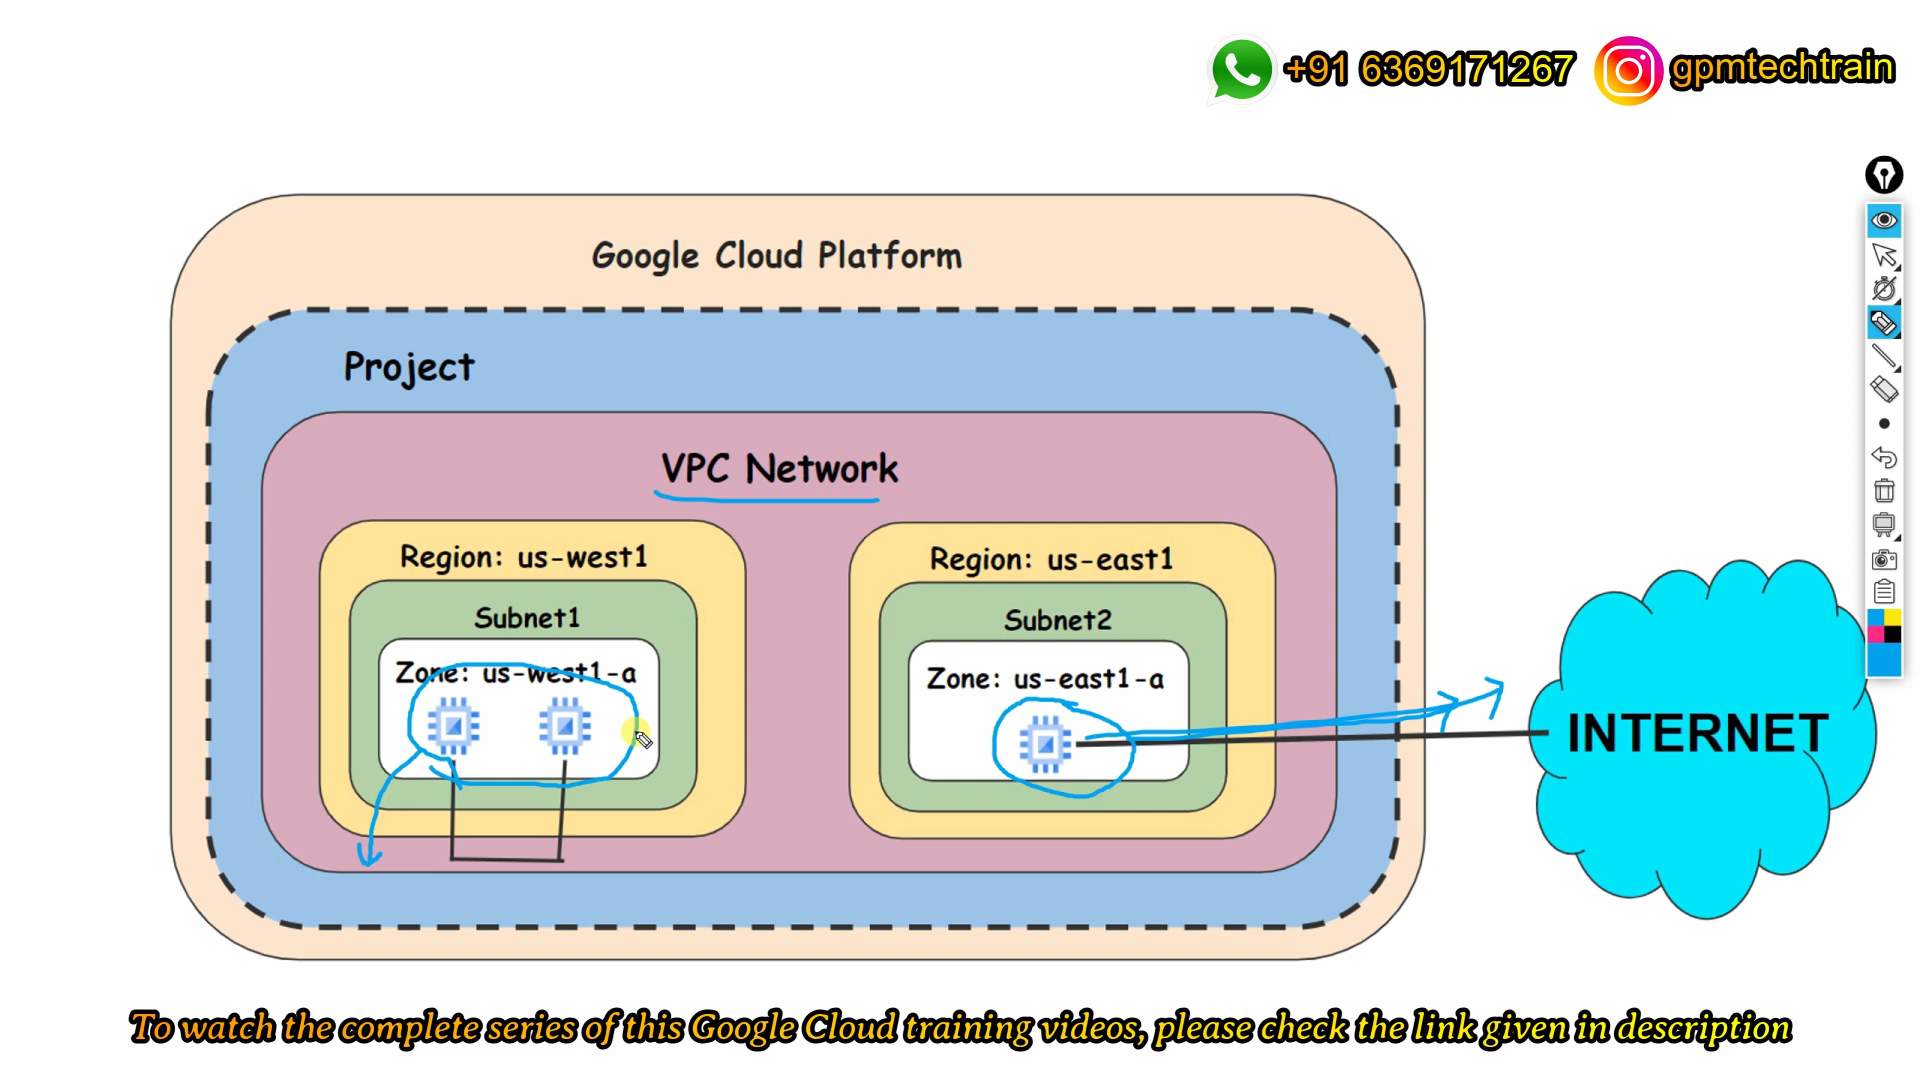 +91 6369171267 gpmtechtrain
Google Cloud Platform
Project
VPC Network
Region: us-west1
Subnet1
Zone: us-west1-a
Region: us-east1
Subnet2
Zone: us-east1-a
INTERNET
To watch the complete series of this Google Cloud training videos, please check the link given in description